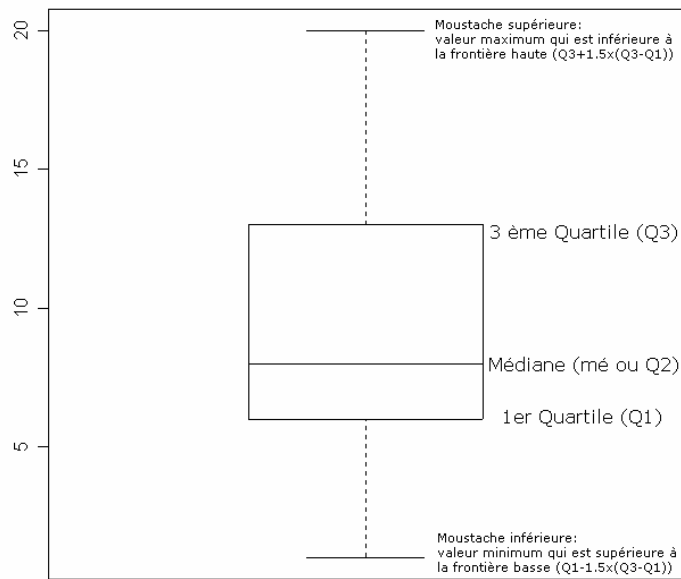 20
Moustache supérieure:
valeur maximum qui est inférieure à
la frontière haute (Q3+1.5x(Q3-Q1))
15
3 ème Quartile (Q3)
10
Médiane (mé ou Q2)
1er Quartile (Q1)
5
Moustache inférieure:
valeur minimum qui est supérieure à
la frontière basse (Q1-1.5x(Q3-Q1))